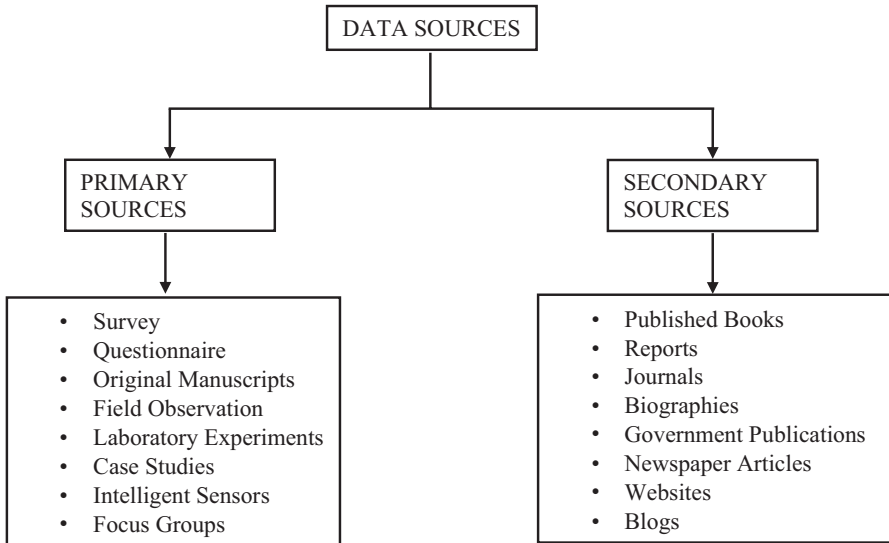 DATA SOURCES
PRIMARY
SOURCES
• Survey
• Questionnaire
• Original Manuscripts
• Field Observation
• Laboratory Experiments
• Case Studies
• Intelligent Sensors
• Focus Groups
SECONDARY
SOURCES
• Published Books
• Reports
• Journals
• Biographies
• Government Publications
• Newspaper Articles
• Websites
• Blogs